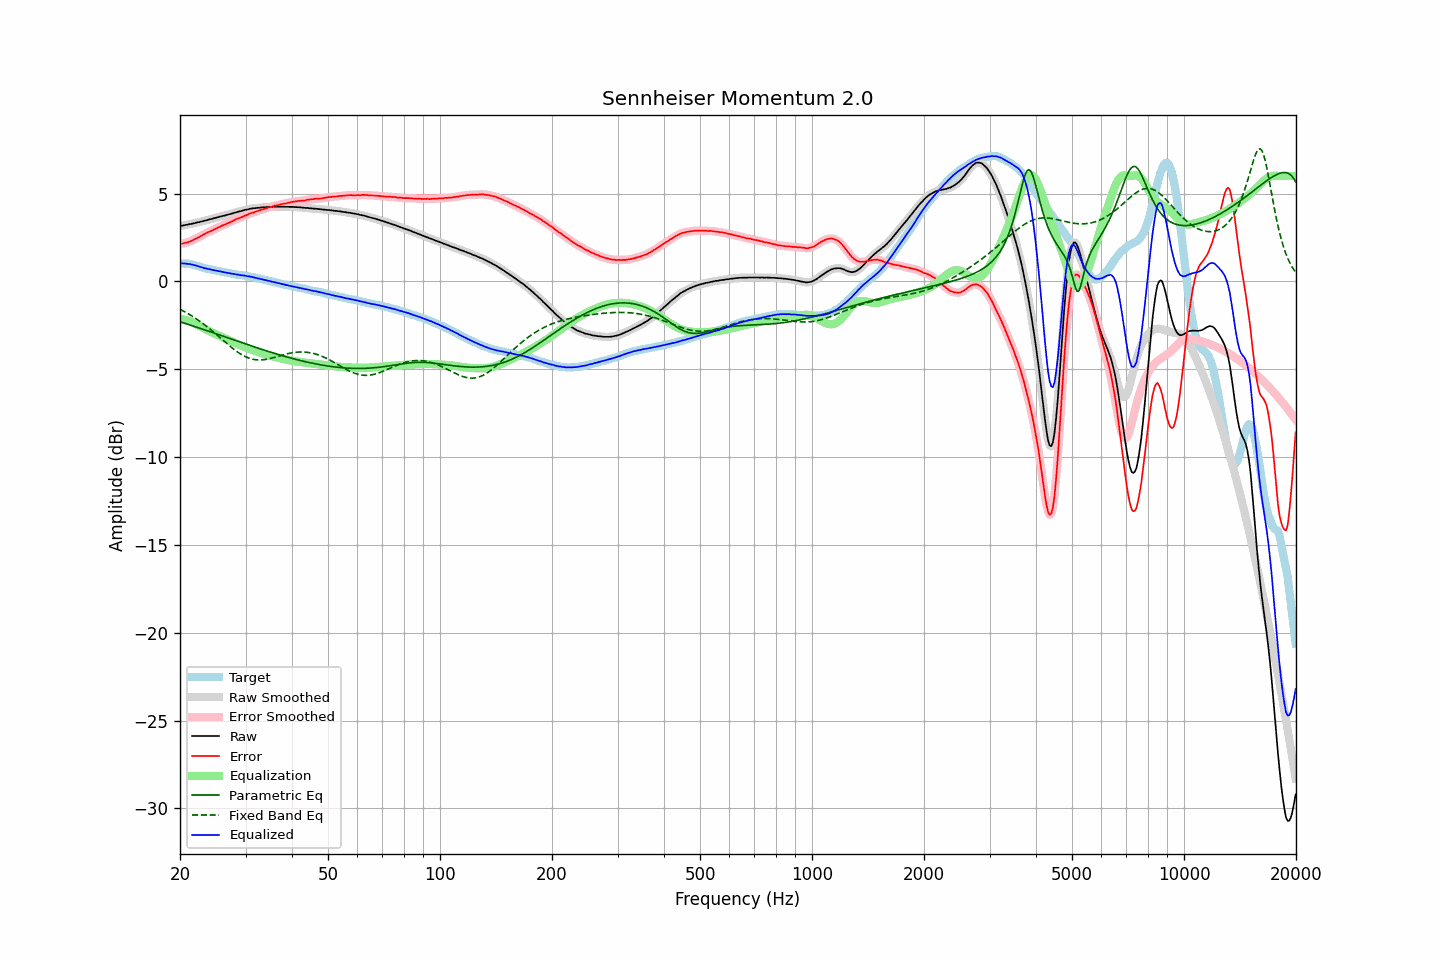 Sennheiser Momentum 2.0
Amplitude (dBr)
5
0
−5
−10
−15
−20
−25
−30
Target
Raw Smoothed
Error Smoothed
Raw
Error
Equalization
Parametric Eq
Fixed Band Eq
Equalized
20 50 100 200 500 1000 2000 5000 10000 20000
Frequency (Hz)